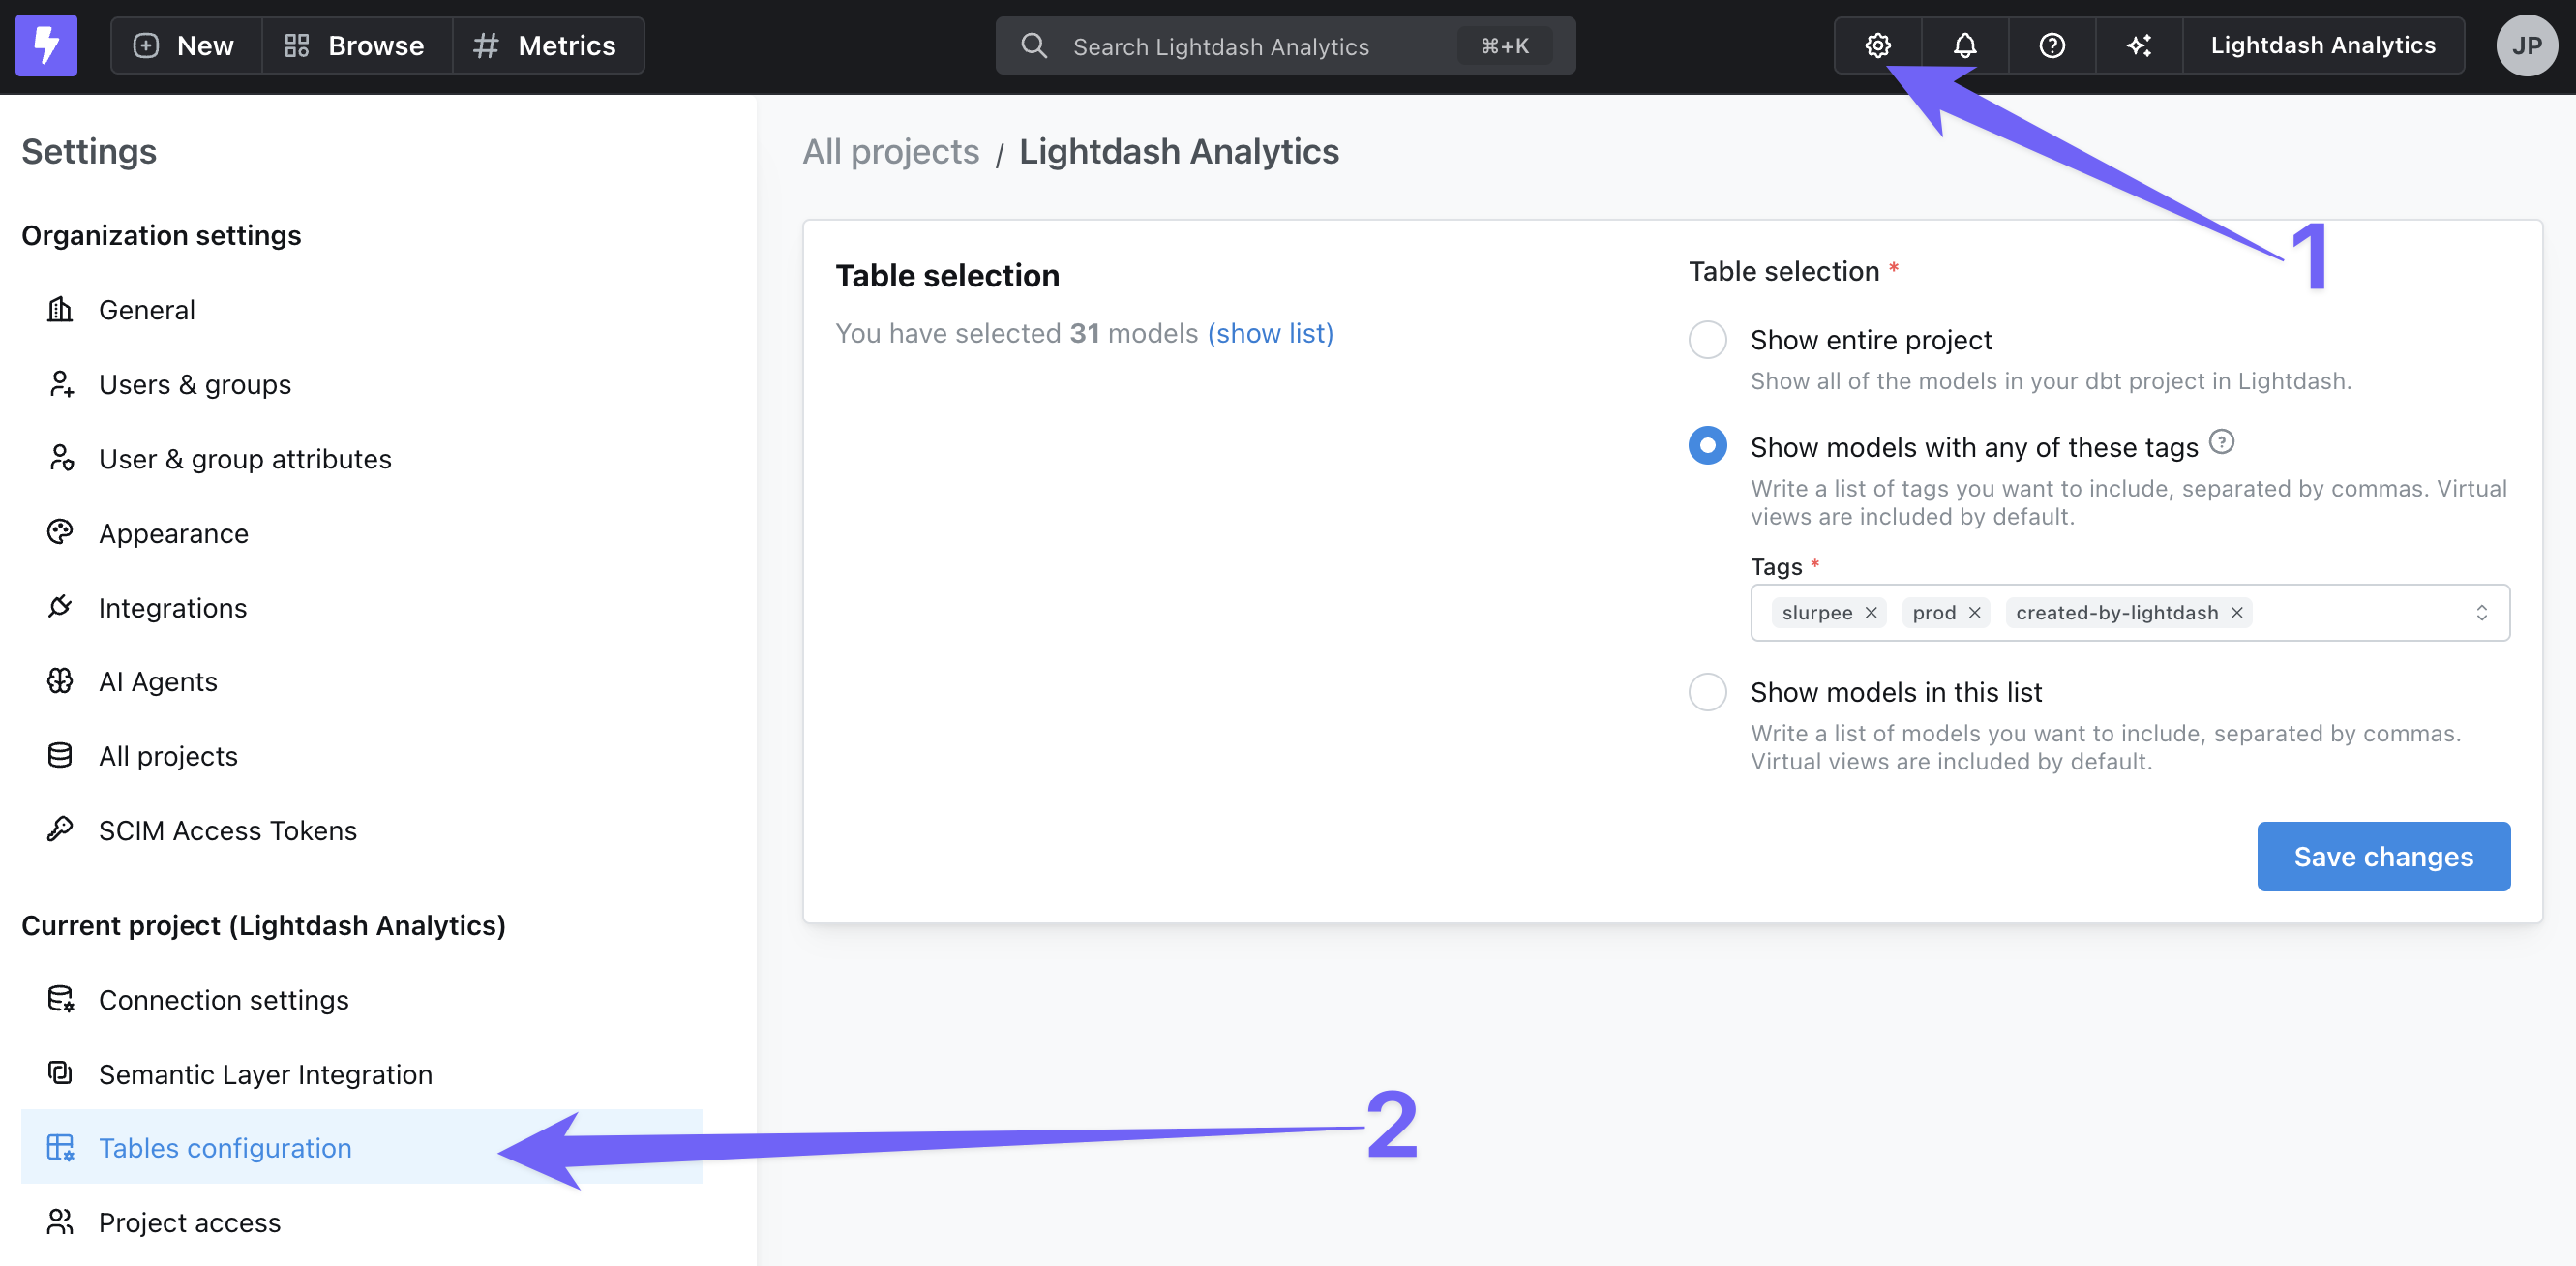 New
Browse
Metrics
Search Lightdash Analytics
⌘+K
Lightdash Analytics
JP
Settings
Organization settings
General
Users & groups
User & group attributes
Appearance
Integrations
AI Agents
All projects
SCIM Access Tokens
Current project (Lightdash Analytics)
Connection settings
Semantic Layer Integration
Tables configuration
Project access
All projects / Lightdash Analytics
Table selection
You have selected 31 models (show list)
Table selection *
Show entire project
Show all of the models in your dbt project in Lightdash.
Show models with any of these tags
Write a list of tags you want to include, separated by commas. Virtual
views are included by default.
Tags *
slurpee
prod
created-by-lightdash
Show models in this list
Write a list of models you want to include, separated by commas.
Virtual views are included by default.
Save changes
1
2